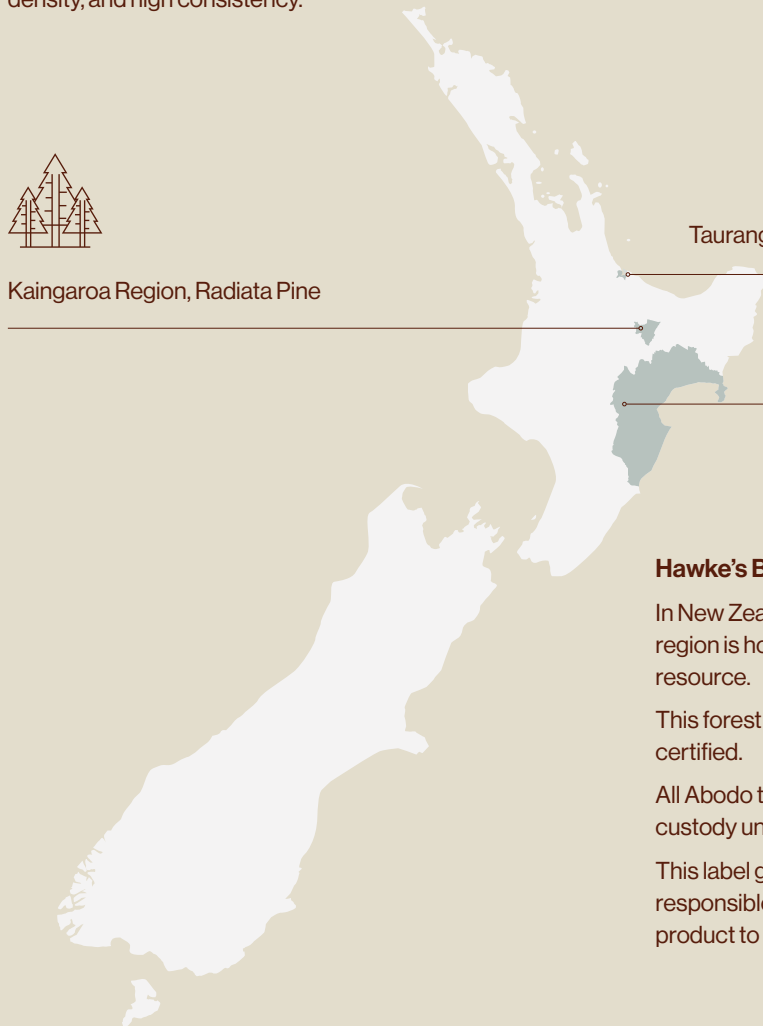 density, and high consistency.
Taurang
Kaingaroa Region, Radiata Pine
Hawke's B
In New Zea
region is ho
resource.
This forest
certified.
All Abodo t
custody un
This label g
responsible
product to